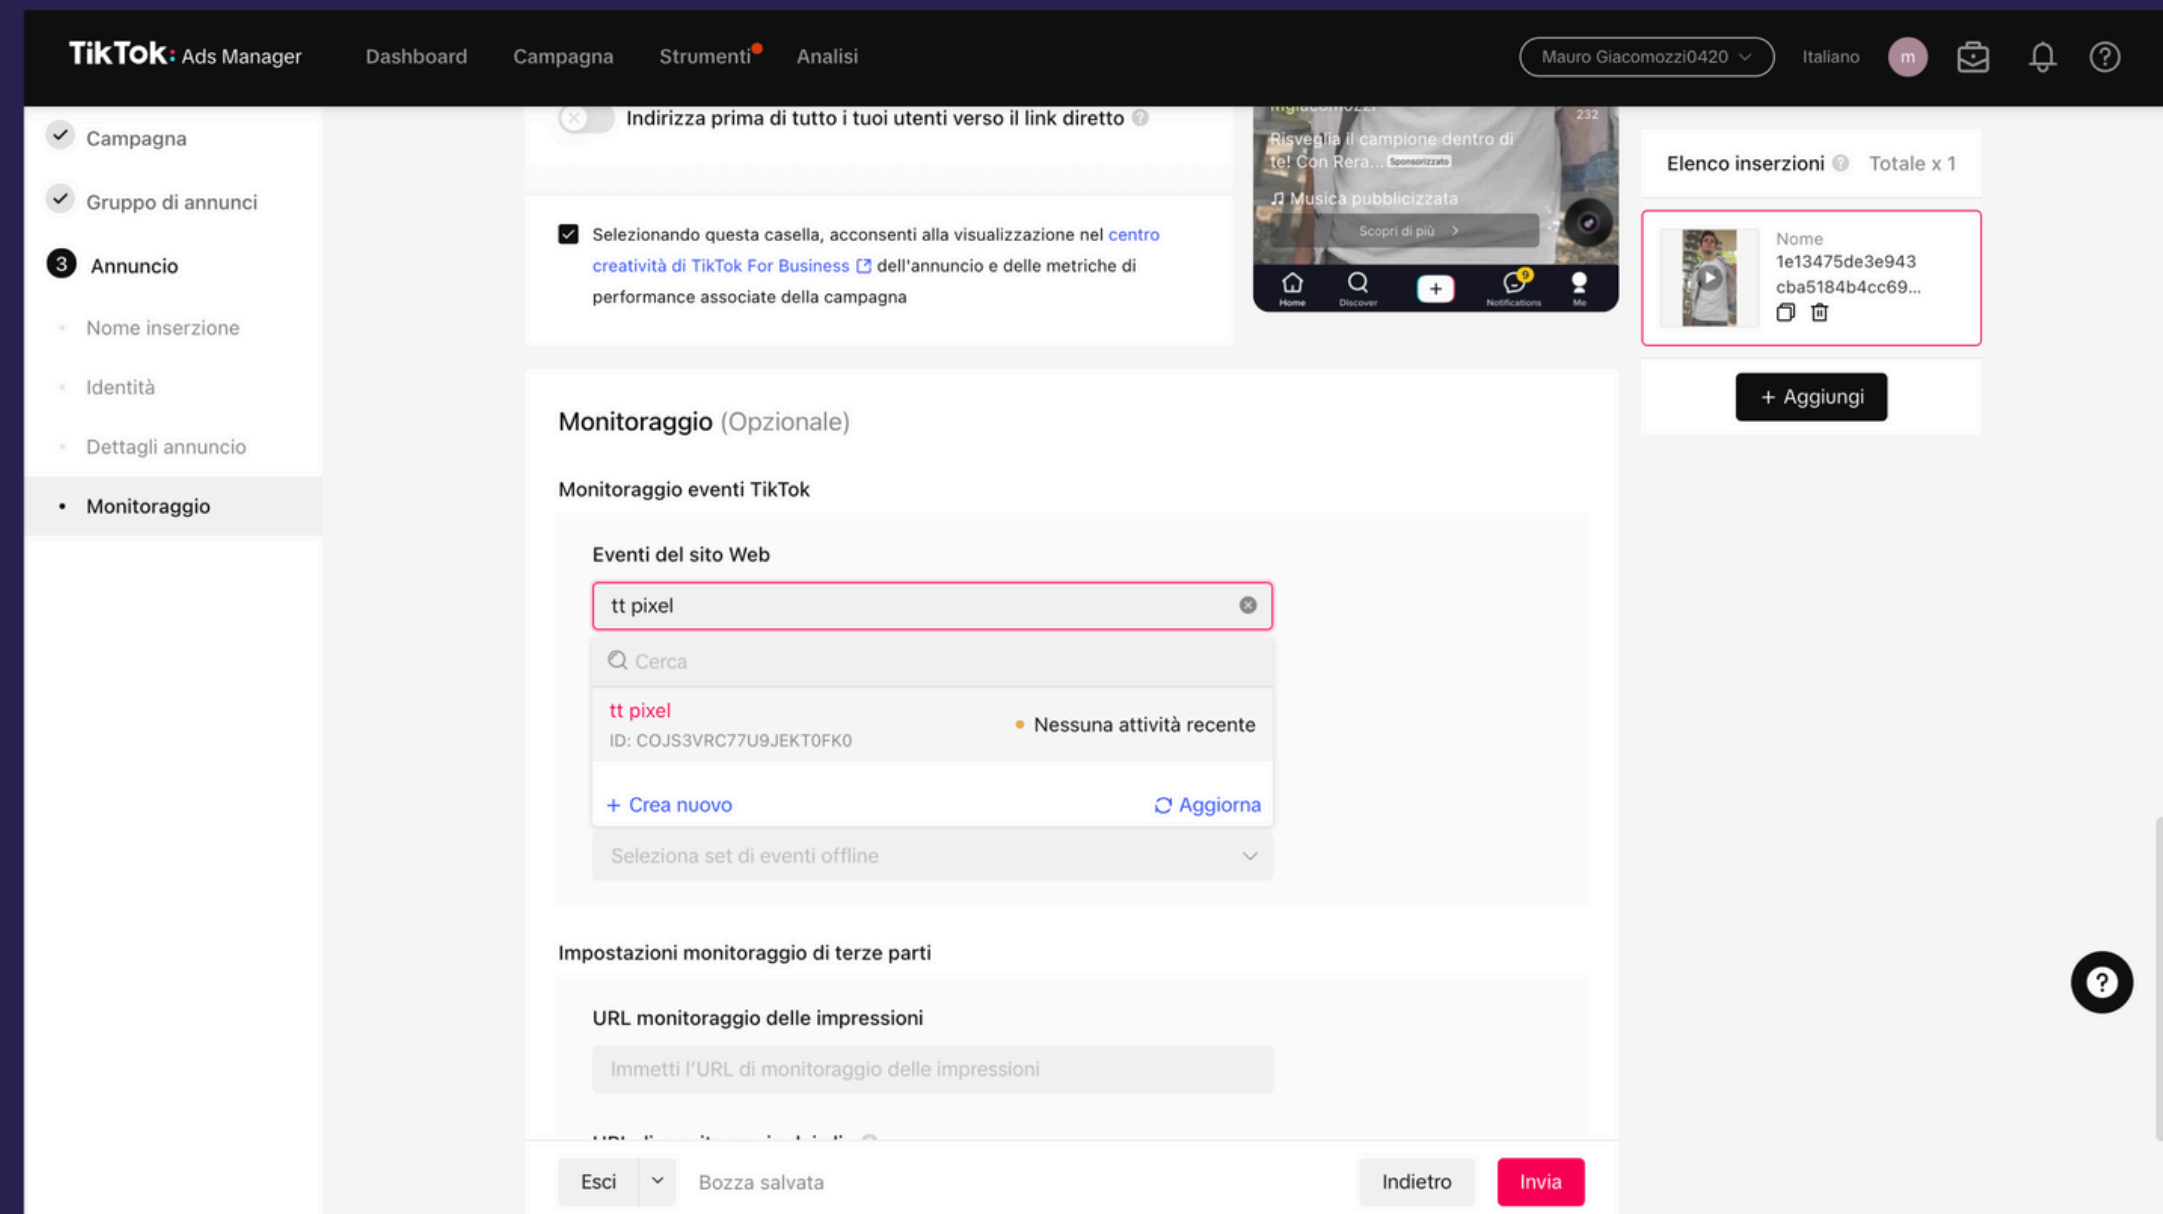 TikTok: Ads Manager
Dashboard
Campagna
Strumenti
Analisi
Mauro Giacomozzi0420
Italiano
m
Campagna
Gruppo di annunci
3 Annuncio
Nome inserzione
Identità
Dettagli annuncio
Monitoraggio
Indirizza prima di tutto i tuoi utenti verso il link diretto
Selezionando questa casella, acconsenti alla visualizzazione nel centro
creatività di TikTok For Business dell'annuncio e delle metriche di
performance associate della campagna
232
Risveglia il campione dentro di
te! Con Rera... Sponsorizzato
Musica pubblicizzata
Scopri di più >
9
Home
Discover
Notifications
Me
Elenco inserzioni
Totale x 1
Nome
1e13475de3e943
cba5184b4cc69...
+ Aggiungi
Monitoraggio (Opzionale)
Monitoraggio eventi TikTok
Eventi del sito Web
tt pixel
Cerca
tt pixel
ID: COJS3VRC77U9JEKT0FK0
Nessuna attività recente
+ Crea nuovo
Aggiorna
Seleziona set di eventi offline
Impostazioni monitoraggio di terze parti
URL monitoraggio delle impressioni
Immetti l'URL di monitoraggio delle impressioni
Esci
Bozza salvata
Indietro
Invia